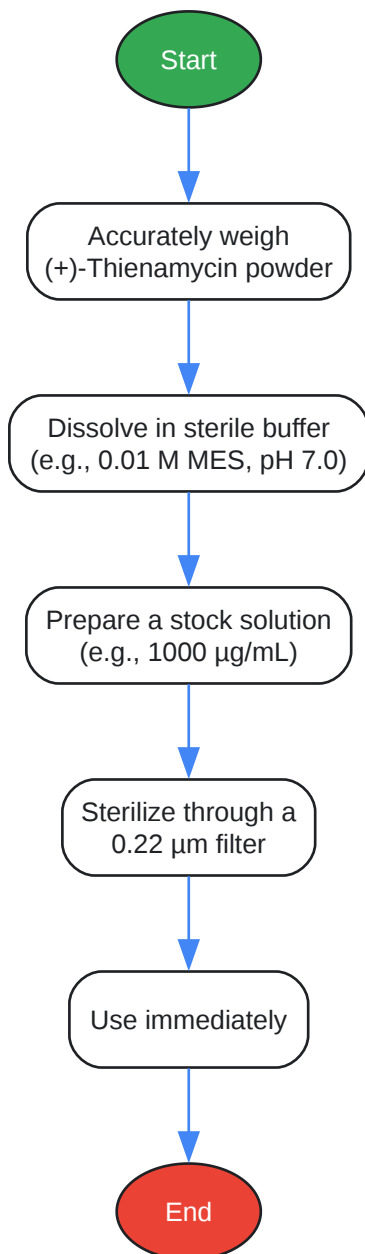 Start
Accurately weigh
(+)-Thienamycin powder
Dissolve in sterile buffer
(e.g., 0.01 M MES, pH 7.0)
Prepare a stock solution
(e.g., 1000 µg/mL)
Sterilize through a
0.22 µm filter
Use immediately
End